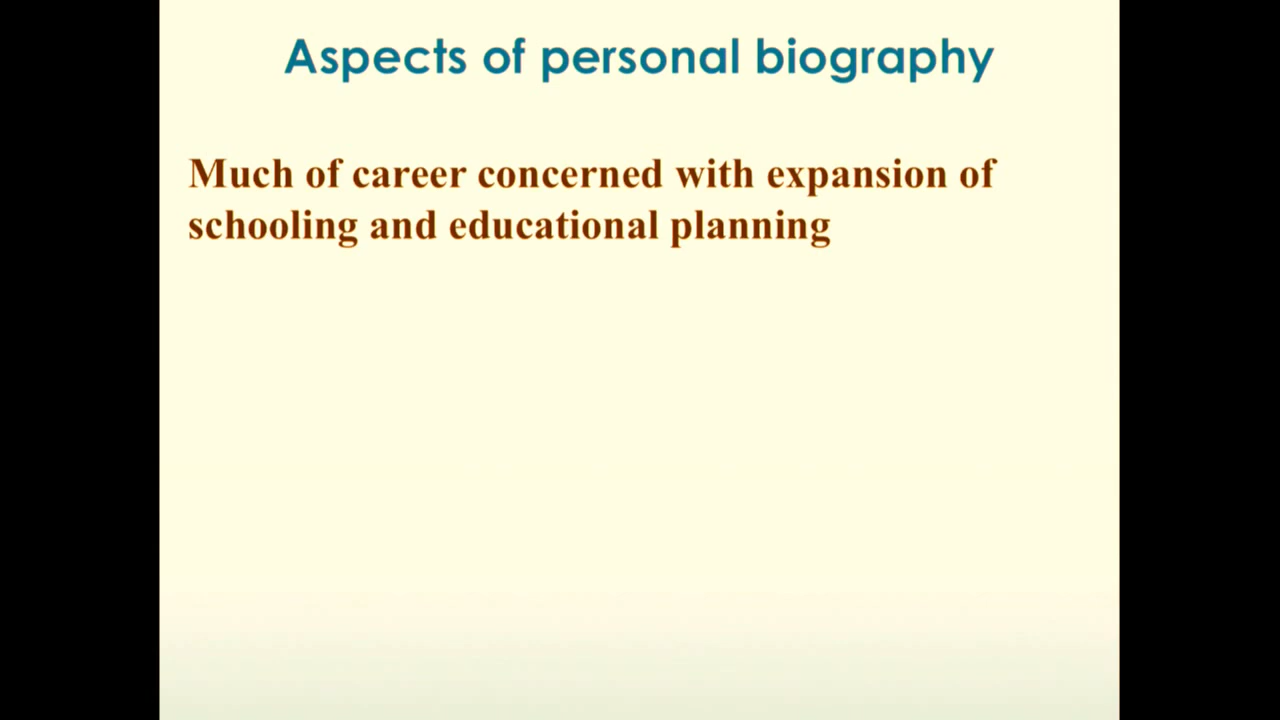 Aspects of personal biography
Much of career concerned with expansion of
schooling and educational planning